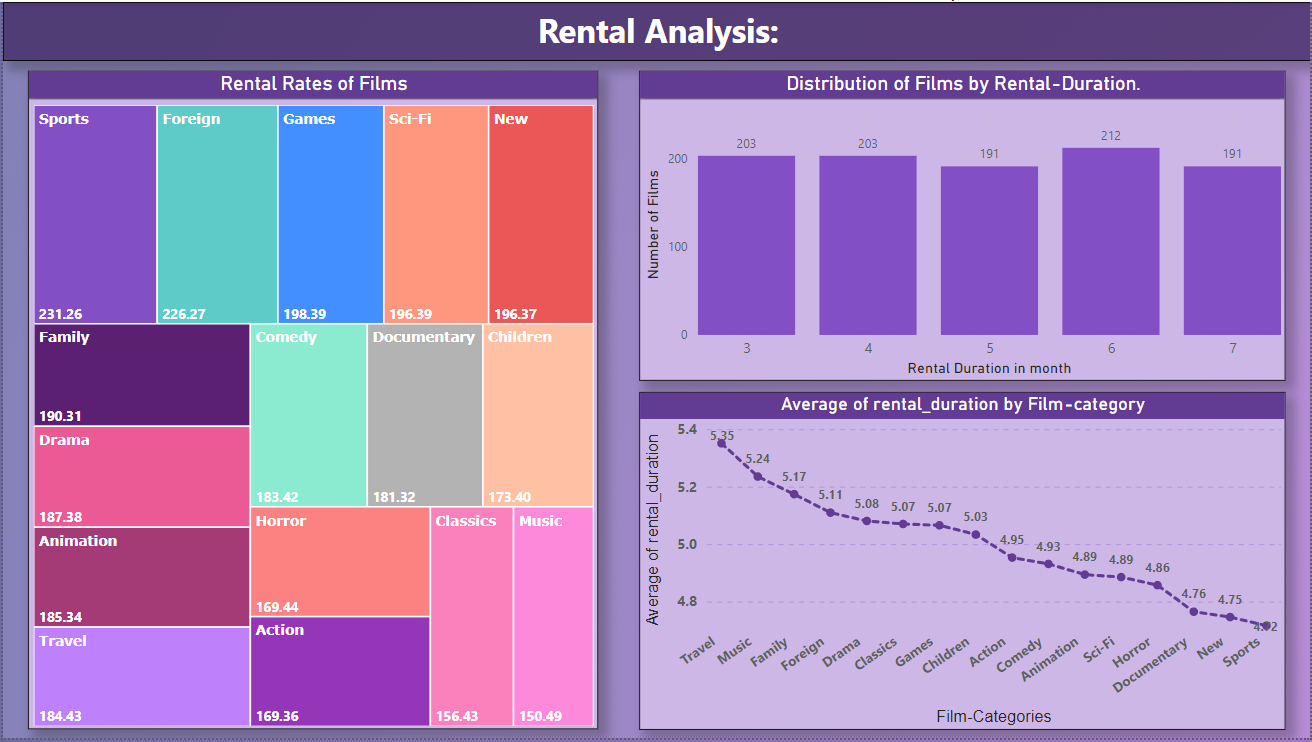 Rental Analysis:
Rental Rates of Films
Sports
231.26
Foreign
226.27
Games
198.39
Sci-Fi
196.39
New
196.37
Family
190.31
Drama
187.38
Animation
185.34
Travel
184.43
Comedy
183.42
Documentary
181.32
Children
173.40
Horror
169.44
Action
169.36
Classics
156.43
Music
150.49
Distribution of Films by Rental-Duration.
Number of Films
200
100
0
203
203
191
212
191
3
4
5
6
7
Rental Duration in month
Average of rental_duration by Film-category
Average of rental_duration
5.4
5.2
5.0
4.8
5.35
5.24
5.17
5.11
5.08
5.07
5.07
5.03
4.95
4.93
4.89
4.89
4.86
4.76
4.75
4.72
Travel
Music
Family
Foreign
Drama
Classics
Games
Children
Action
Comedy
Animation
Sci-Fi
Horror
Documentary
New
Sports
Film-Categories